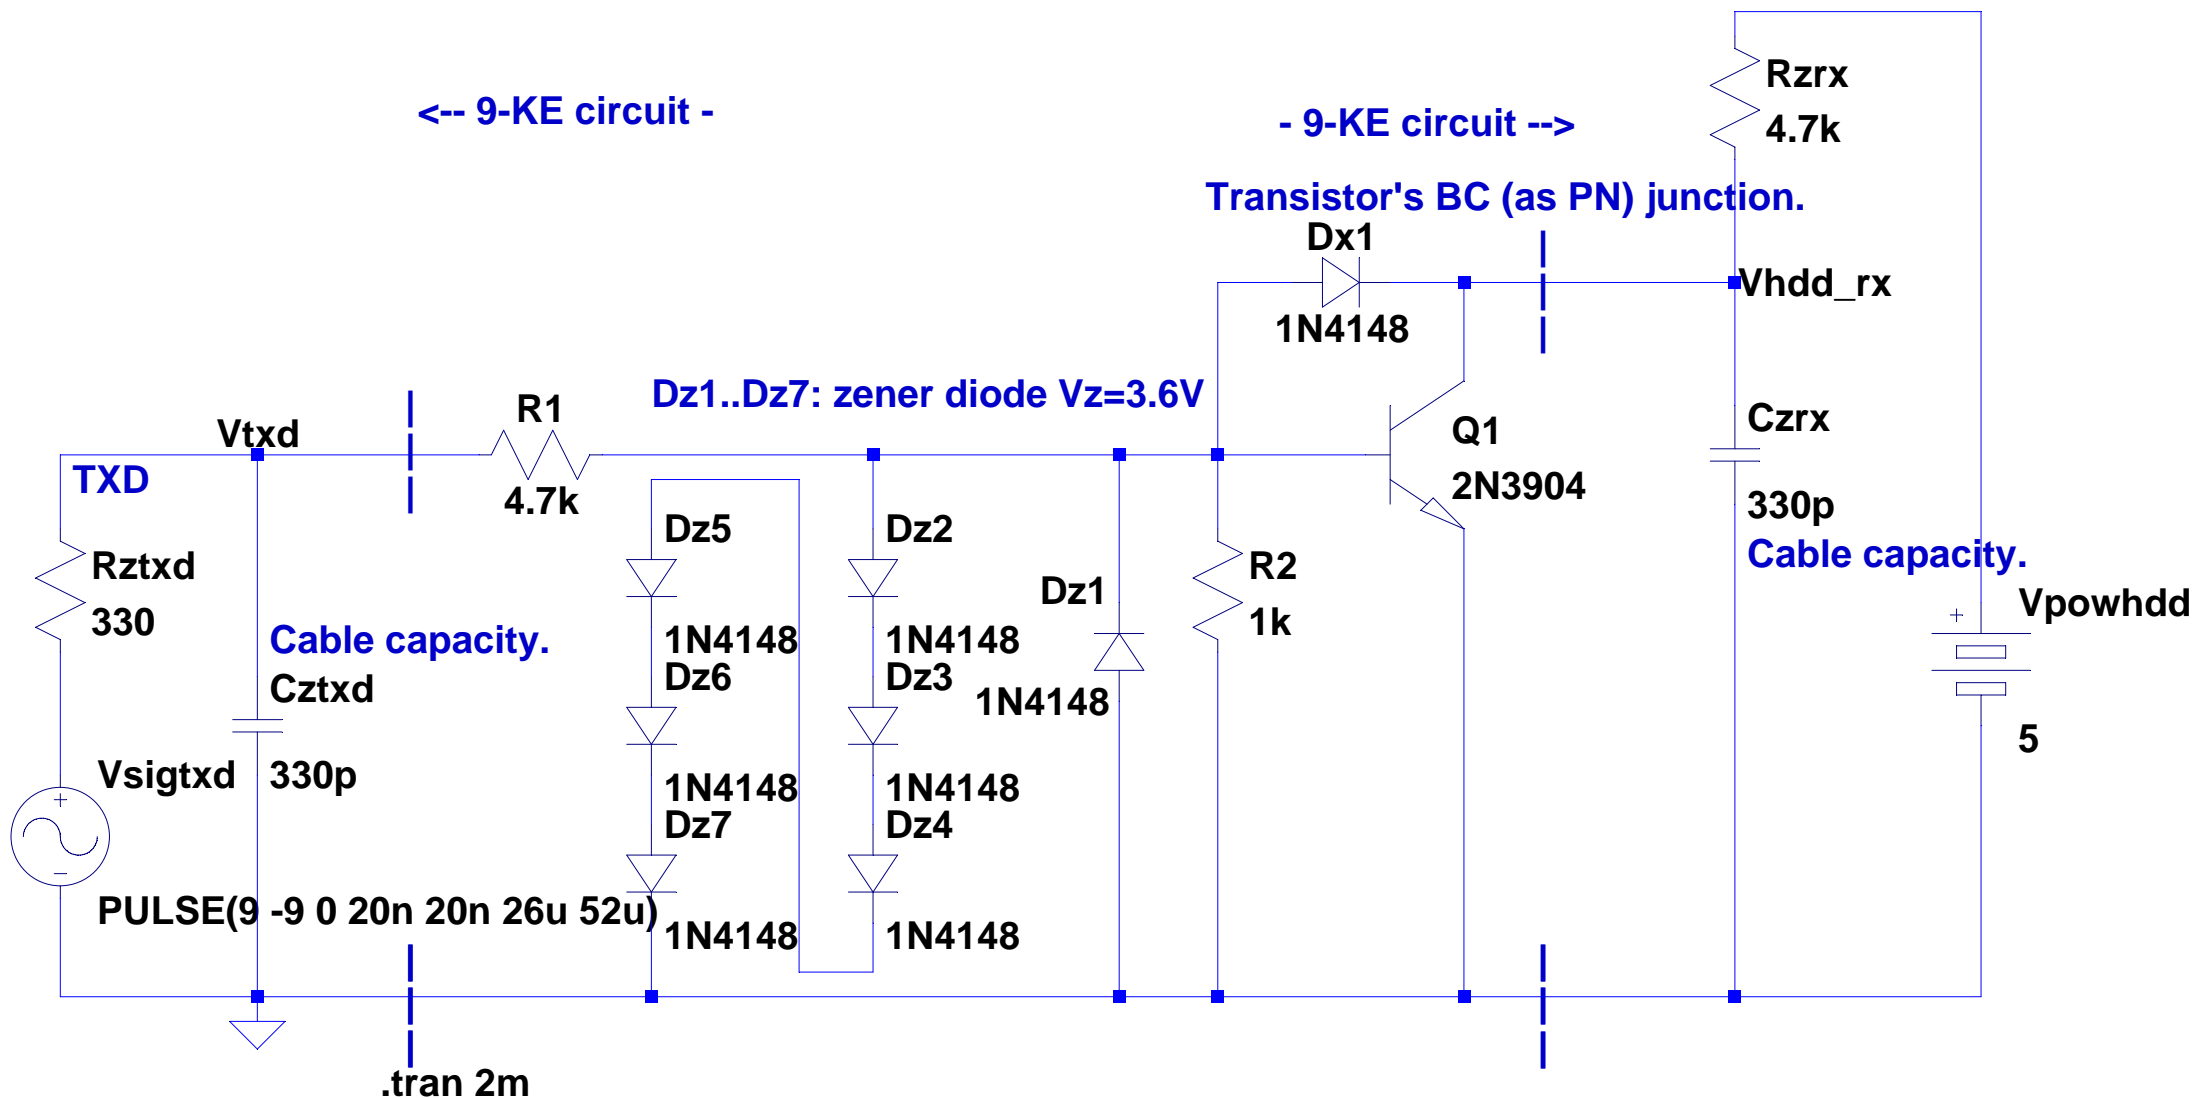 Rzrx
4.7k
<-- 9-KE circuit -
- 9-KE circuit -->
Transistor's BC (as PN) junction.
Dx1
1N4148
Vhdd_rx
Dz1..Dz7: zener diode Vz=3.6V
R1
4.7k
Vtxd
TXD
Q1
2N3904
Czrx
330p
Cable capacity.
Dz5
1N4148
Dz2
1N4148
Rztxd
330
R2
1k
Dz1
1N4148
Vpowhdd
+
5
Cable capacity.
Cztxd
330p
Dz6
1N4148
Dz3
1N4148
Vsigtxd
+
−
PULSE(9 -9 0 20n 20n 26u 52u)
Dz7
1N4148
Dz4
1N4148
.tran 2m